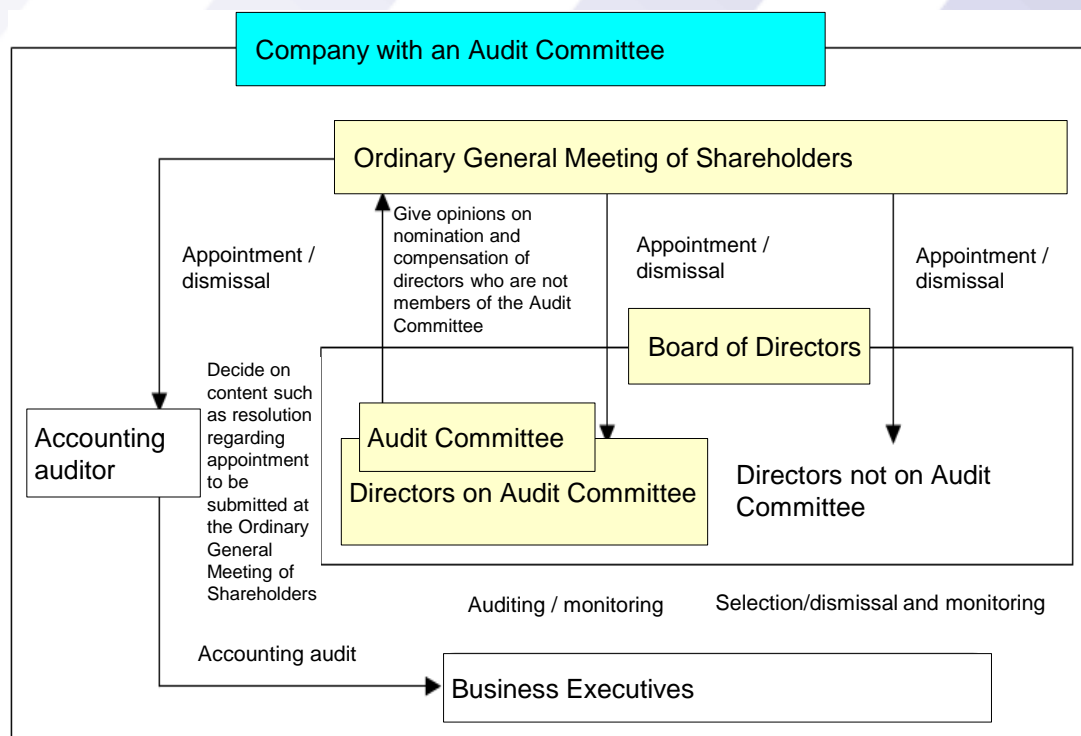 Company with an Audit Committee
Ordinary General Meeting of Shareholders
Appointment /
dismissal
Give opinions on
nomination and
compensation of
directors who are not
members of the Audit
Committee
Appointment /
dismissal
Appointment /
dismissal
Board of Directors
Decide on
content such
as resolution
regarding
appointment
to be
submitted at
the Ordinary
General
Meeting of
Shareholders
Accounting
auditor
Audit Committee
Directors on Audit Committee
Directors not on Audit
Committee
Auditing / monitoring
Selection/dismissal and monitoring
Accounting audit
Business Executives